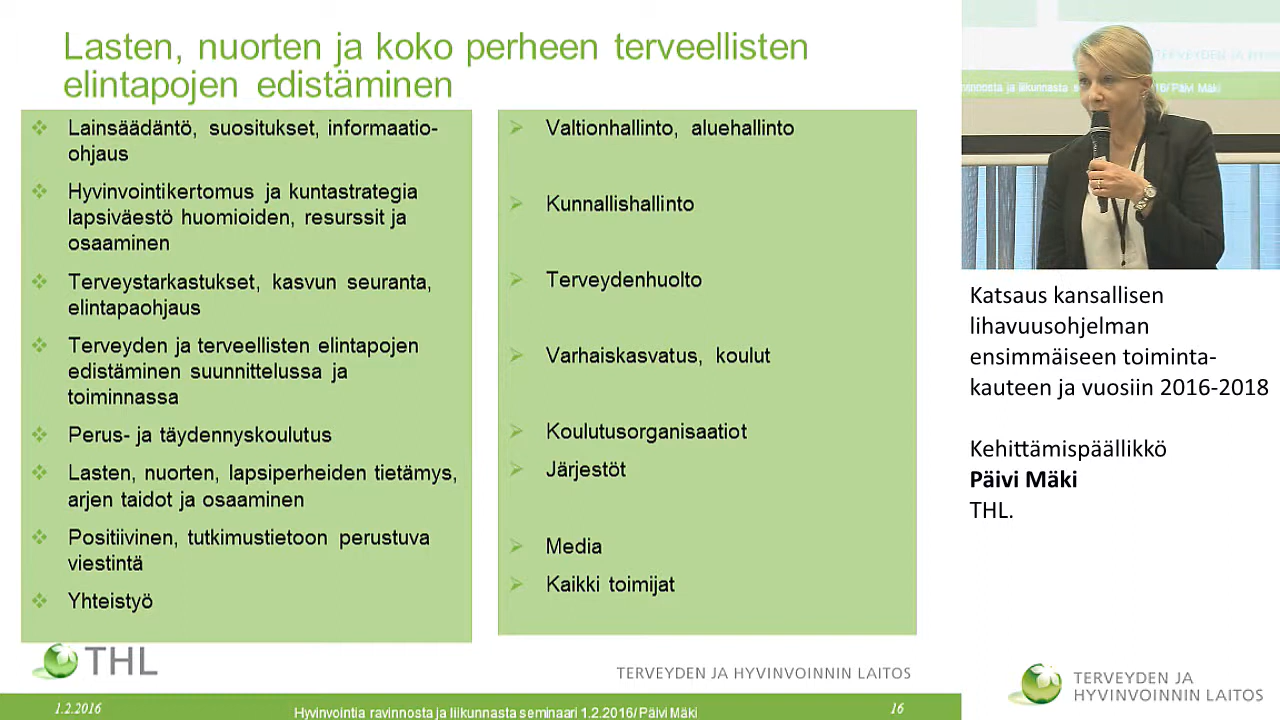 Lasten, nuorten ja koko perheen terveellisten
elintapojen edistäminen
Lainsäädäntö, suositukset, informaatio-
ohjaus
Hyvinvointikertomus ja kuntastrategia
lapsiväestö huomioiden, resurssit ja
osaaminen
Terveystarkastukset, kasvun seuranta,
elintapaohjaus
Terveyden ja terveellisten elintapojen
edistäminen suunnittelussa ja
toiminnassa
Perus- ja täydennyskoulutus
Lasten, nuorten, lapsiperheiden tietämys,
arjen taidot ja osaaminen
Positiivinen, tutkimustietoon perustuva
viestintä
Yhteistyö
Valtionhallinto, aluehallinto
Kunnallishallinto
Terveydenhuolto
Varhaiskasvatus, koulut
Koulutusorganisaatiot
Järjestöt
Media
Kaikki toimijat
THL
TERVEYDEN JA HYVINVOINNIN LAITOS
1.2.2016
Hyvinvointia ravinnosta ja liikunnasta seminaari 1.2.2016/ Päivi Mäki
16
ja liikunnasta
Päivi Mäki
Katsaus kansallisen
lihavuusohjelman
ensimmäiseen toiminta-
kauteen ja vuosiin 2016-2018
Kehittämispäällikkö
Päivi Mäki
THL.
TERVEYDEN JA
HYVINVOINNIN LAITOS